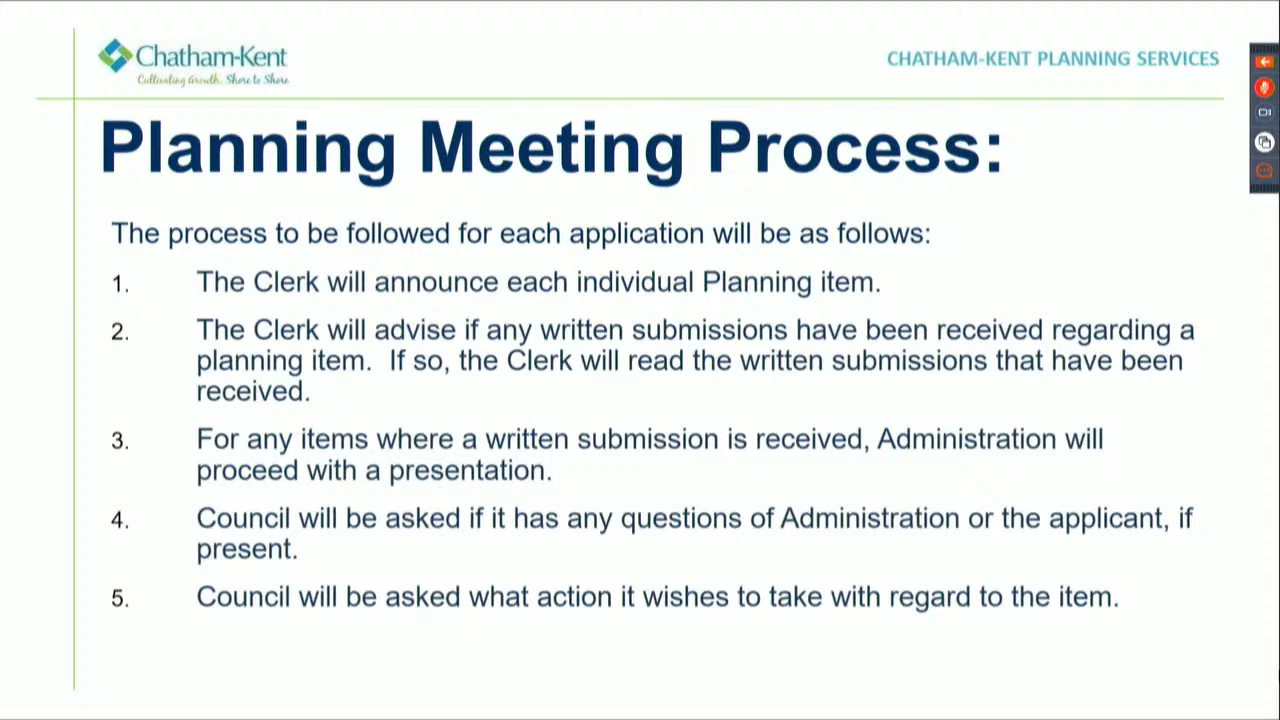 Chatham-Kent
Cultivating Growth, Shore to Shore
CHATHAM-KENT PLANNING SERVICES
Planning Meeting Process:
The process to be followed for each application will be as follows:
1. The Clerk will announce each individual Planning item.
2. The Clerk will advise if any written submissions have been received regarding a
planning item.  If so, the Clerk will read the written submissions that have been
received.
3. For any items where a written submission is received, Administration will
proceed with a presentation.
4. Council will be asked if it has any questions of Administration or the applicant, if
present.
5. Council will be asked what action it wishes to take with regard to the item.